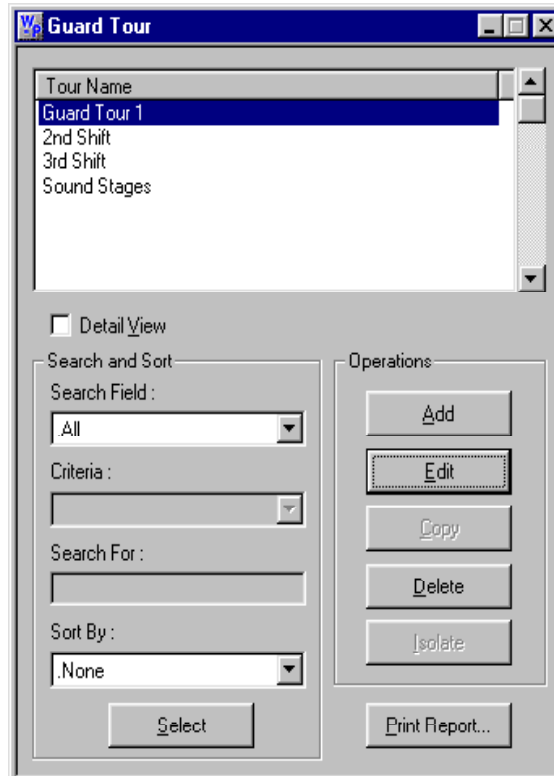 WP Guard Tour
Tour Name
Guard Tour 1
2nd Shift
3rd Shift
Sound Stages
Detail View
Search and Sort
Search Field :
.All
Criteria :
Search For :
Sort By :
.None
Select
Operations
Add
Edit
Copy
Delete
Isolate
Print Report...